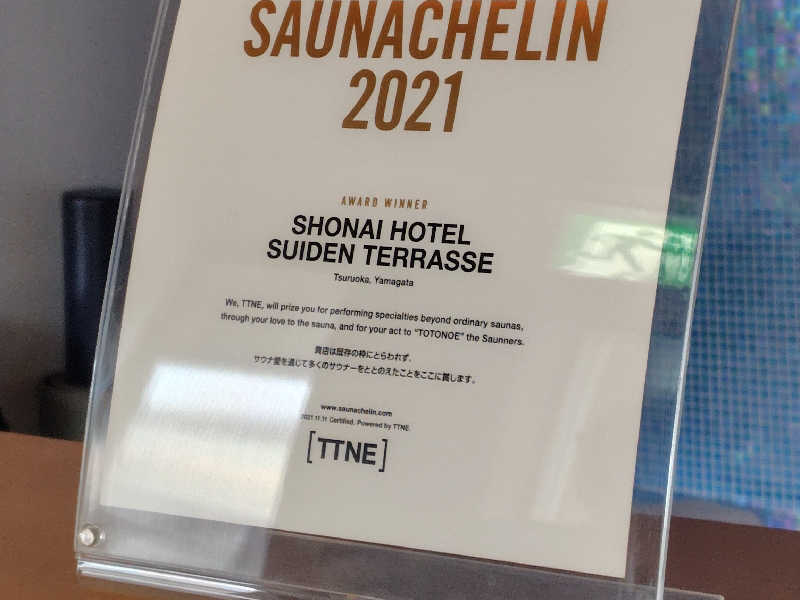 SAUNACHELIN
2021
AWARD WINNER
SHONAI HOTEL
SUIDEN TERRASSE
Tsuruoka, Yamagata
We, TTNE, will prize you for performing specialties beyond ordinary saunas,
through your love to the sauna, and for your act to "TOTONOE" the Saunners.
貴店は既存の枠にとらわれず、
サウナ愛を通じて多くのサウナーをととのえたことをここに賞します。
www.saunachelin.com
2021.11.11 Certified, Powered by TTNE.
[TTNE]